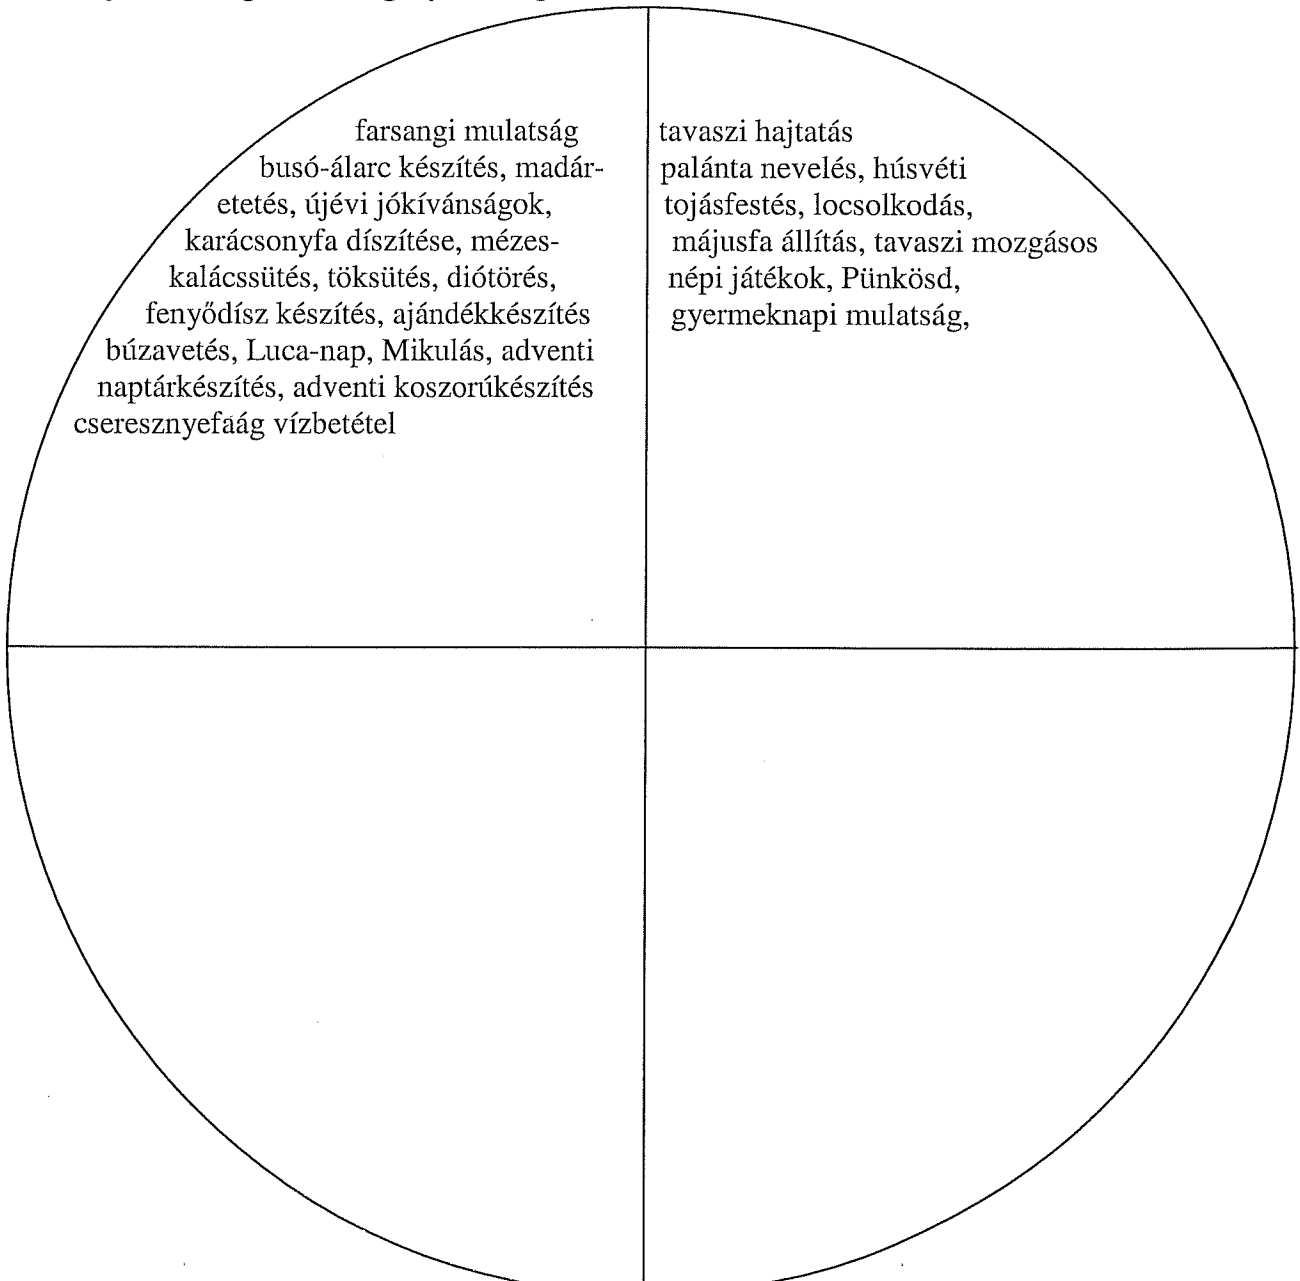 farsangi mulatság
busó-álarc készítés, madár-
etetés, újévi jókívánságok,
karácsonyfa díszítése, mézes-
kalácssütés, töksütés, diótörés,
fenyődísz készítés, ajándékkészítés
búzavetés, Luca-nap, Mikulás, adventi
naptárkészítés, adventi koszorúkészítés
cseresznyefaág vízbetétel
tavaszi hajtatás
palánta nevelés, húsvéti
tojásfestés, locsolkodás,
májusfa állítás, tavaszi mozgásos
népi játékok, Pünkösd,
gyermeknapi mulatság,